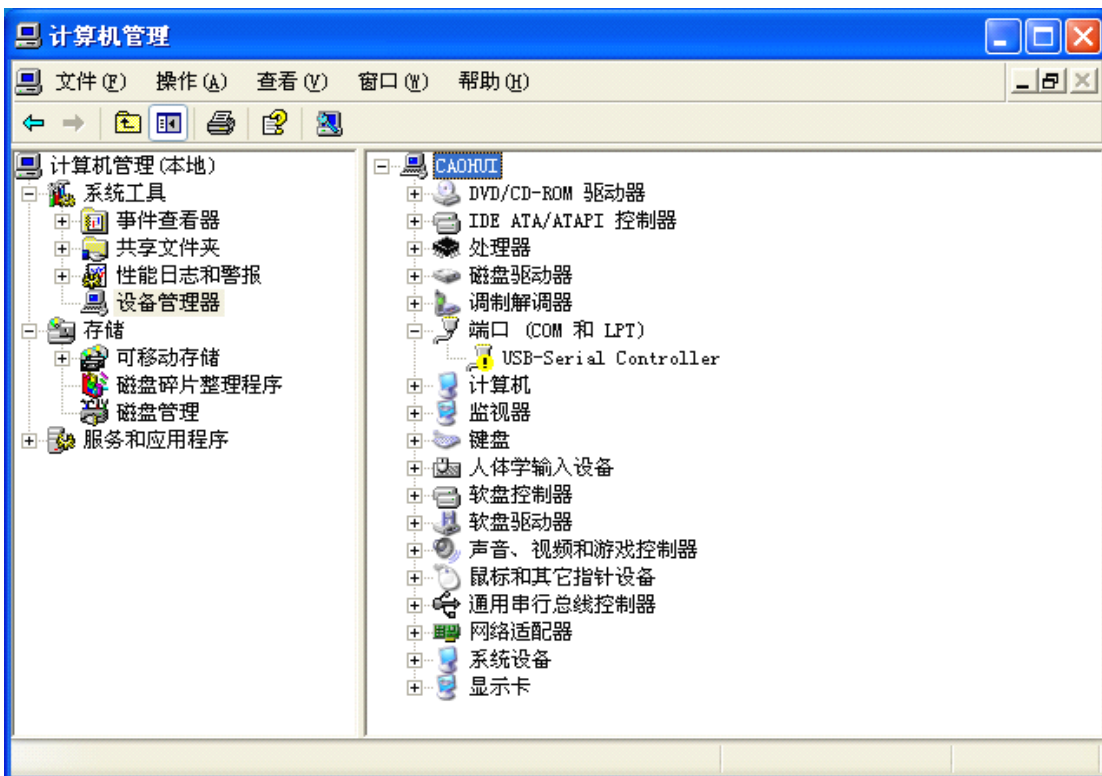 计算机管理
文件(F) 操作(A) 查看(V) 窗口(W) 帮助(H)
计算机管理(本地)
系统工具
事件查看器
共享文件夹
性能日志和警报
设备管理器
存储
可移动存储
磁盘碎片整理程序
磁盘管理
服务和应用程序
CAOHUI
DVD/CD-ROM 驱动器
IDE ATA/ATAPI 控制器
处理器
磁盘驱动器
调制解调器
端口 (COM 和 LPT)
USB-Serial Controller
计算机
监视器
键盘
人体学输入设备
软盘控制器
软盘驱动器
声音、视频和游戏控制器
鼠标和其它指针设备
通用串行总线控制器
网络适配器
系统设备
显示卡